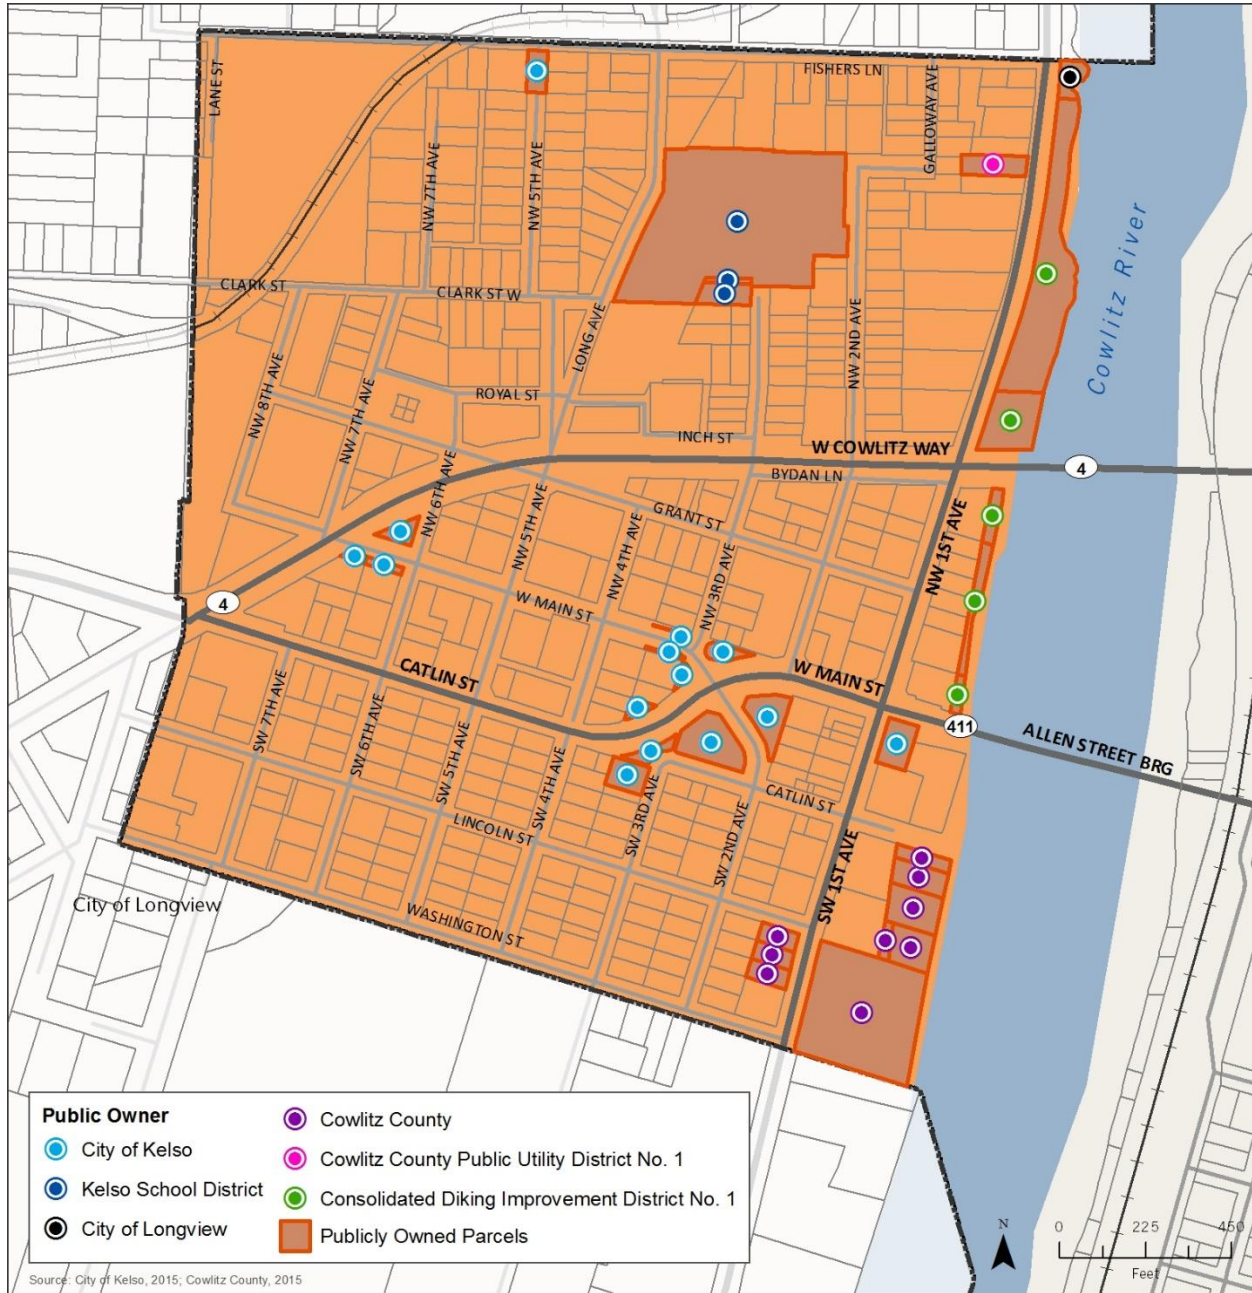 FISHERS LN
LANE ST
GALLOWAY AVE
NW 7TH AVE
NW 5TH AVE
Cowlitz River
CLARK ST
CLARK ST W
LONG AVE
NW 2ND AVE
NW 8TH AVE
NW 7TH AVE
ROYAL ST
INCH ST
W COWLITZ WAY
4
BYDAN LN
NW 6TH AVE
NW 5TH AVE
GRANT ST
NW 4TH AVE
NW 3RD AVE
NW 1ST AVE
4
W MAIN ST
CATLIN ST
W MAIN ST
411
ALLEN STREET BRG
SW 7TH AVE
SW 6TH AVE
SW 5TH AVE
SW 4TH AVE
SW 3RD AVE
SW 2ND AVE
CATLIN ST
LINCOLN ST
SW 1ST AVE
City of Longview
WASHINGTON ST
Public Owner
City of Kelso
Kelso School District
City of Longview
Cowlitz County
Cowlitz County Public Utility District No. 1
Consolidated Diking Improvement District No. 1
Publicly Owned Parcels
N
0 225 450
Feet
Source: City of Kelso, 2015; Cowlitz County, 2015